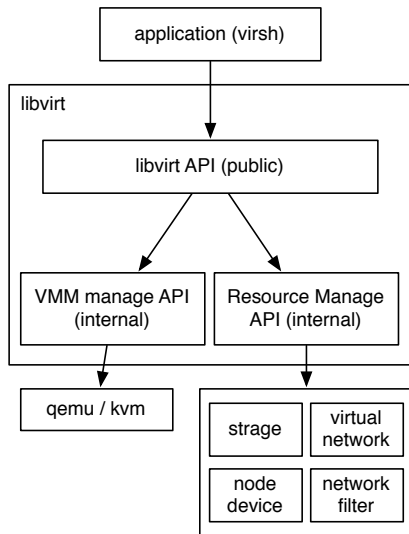 application (virsh)
libvirt
libvirt API (public)
VMM manage API
(internal)
Resource Manage
API (internal)
qemu / kvm
strage
virtual
network
node
device
network
filter